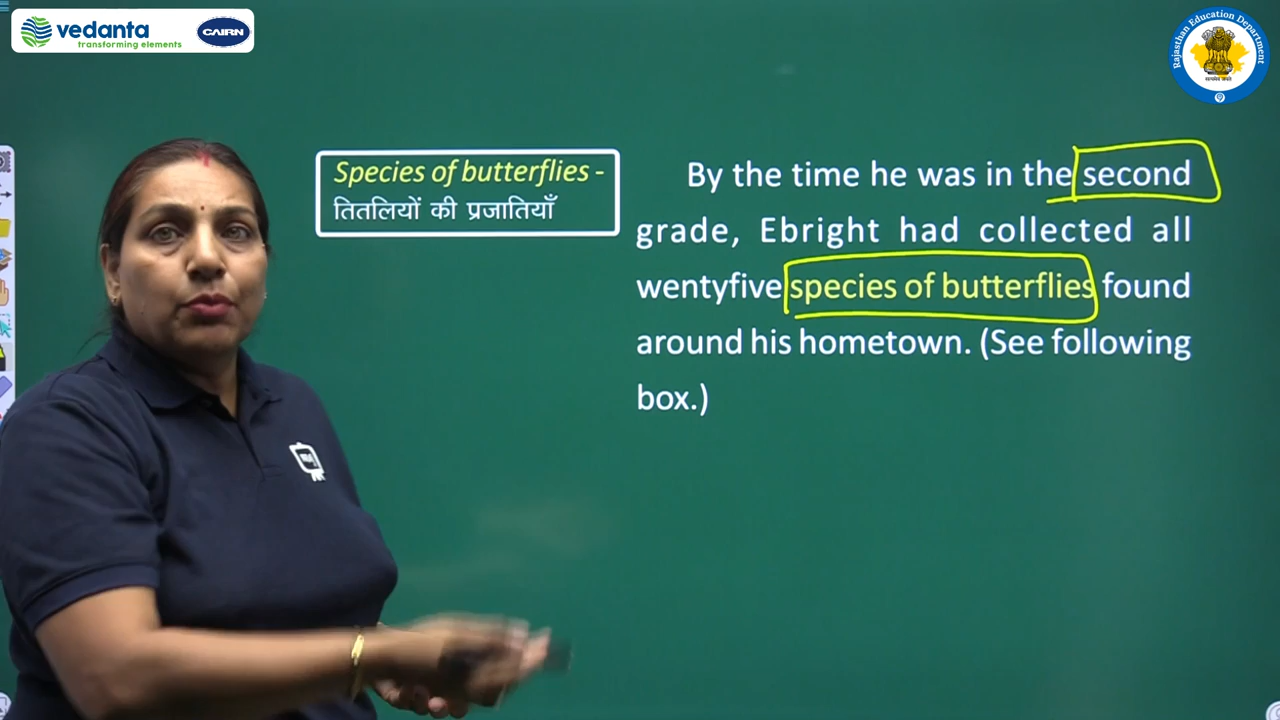 vedanta
transforming elements
CAIRN
Rajasthan Education Department
Species of butterflies -
तितलियों की प्रजातियाँ
By the time he was in the second
grade, Ebright had collected all
wentyfive species of butterflies found
around his hometown. (See following
box.)